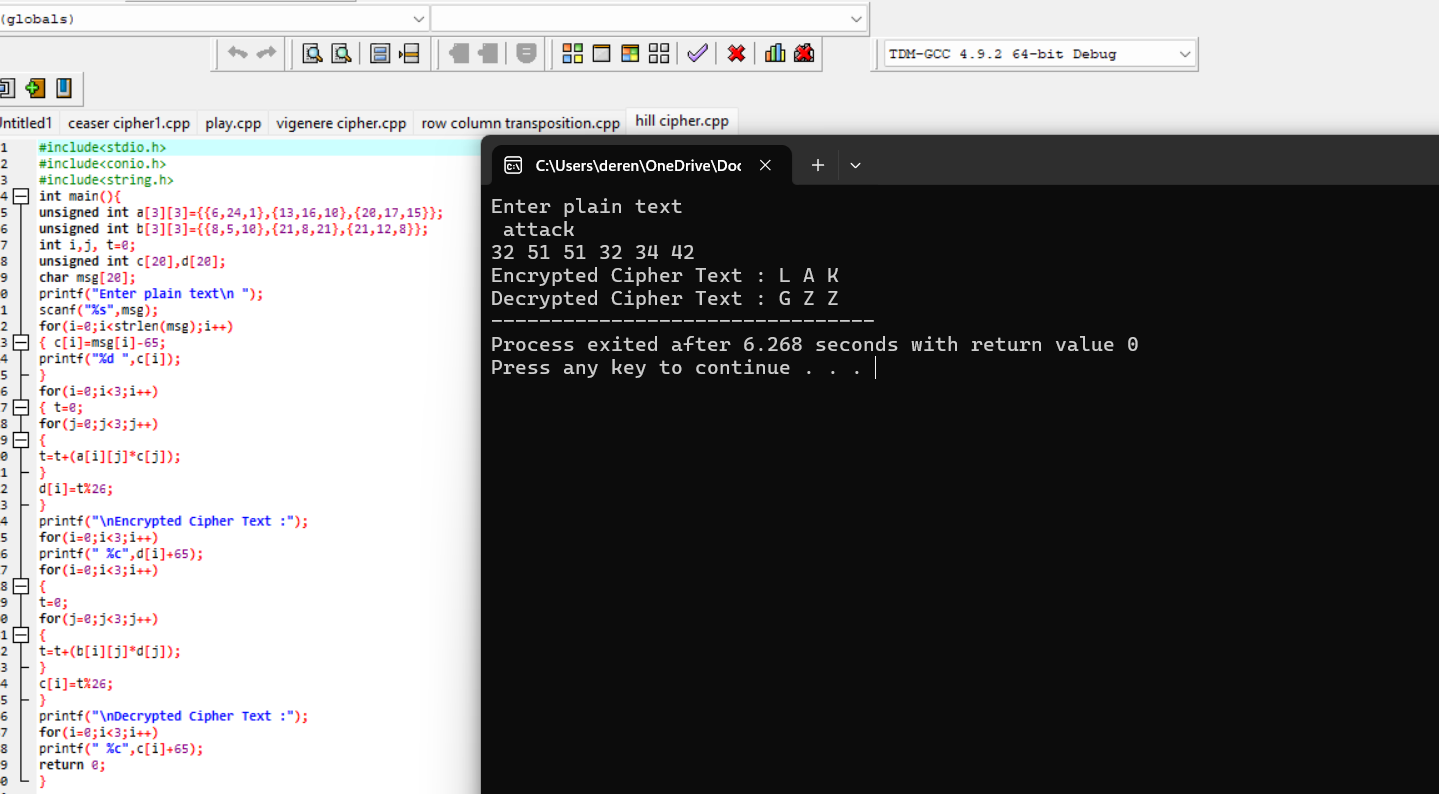 (globals)
TDM-GCC 4.9.2 64-bit Debug
Untitled1 ceaser cipher1.cpp play.cpp vigenere cipher.cpp row column transposition.cpp hill cipher.cpp
1 #include<stdio.h>
2 #include<conio.h>
3 #include<string.h>
4 int main(){
5 unsigned int a[3][3]={{6,24,1},{13,16,10},{20,17,15}};
6 unsigned int b[3][3]={{8,5,10},{21,8,21},{21,12,8}};
7 int i,j, t=0;
8 unsigned int c[20],d[20];
9 char msg[20];
0 printf("Enter plain text\n ");
1 scanf("%s",msg);
2 for(i=0;i<strlen(msg);i++)
3 { c[i]=msg[i]-65;
4 printf("%d ",c[i]);
5 }
6 for(i=0;i<3;i++)
7 { t=0;
8 for(j=0;j<3;j++)
9 {
0 t=t+(a[i][j]*c[j]);
1 }
2 d[i]=t%26;
3 }
4 printf("\nEncrypted Cipher Text :");
5 for(i=0;i<3;i++)
6 printf(" %c",d[i]+65);
7 for(i=0;i<3;i++)
8 {
9 t=0;
0 for(j=0;j<3;j++)
1 {
2 t=t+(b[i][j]*d[j]);
3 }
4 c[i]=t%26;
5 }
6 printf("\nDecrypted Cipher Text :");
7 for(i=0;i<3;i++)
8 printf(" %c",c[i]+65);
9 return 0;
0 }
C:\Users\deren\OneDrive\Doc
Enter plain text
attack
32 51 51 32 34 42
Encrypted Cipher Text : L A K
Decrypted Cipher Text : G Z Z
--------------------------------
Process exited after 6.268 seconds with return value 0
Press any key to continue . . .